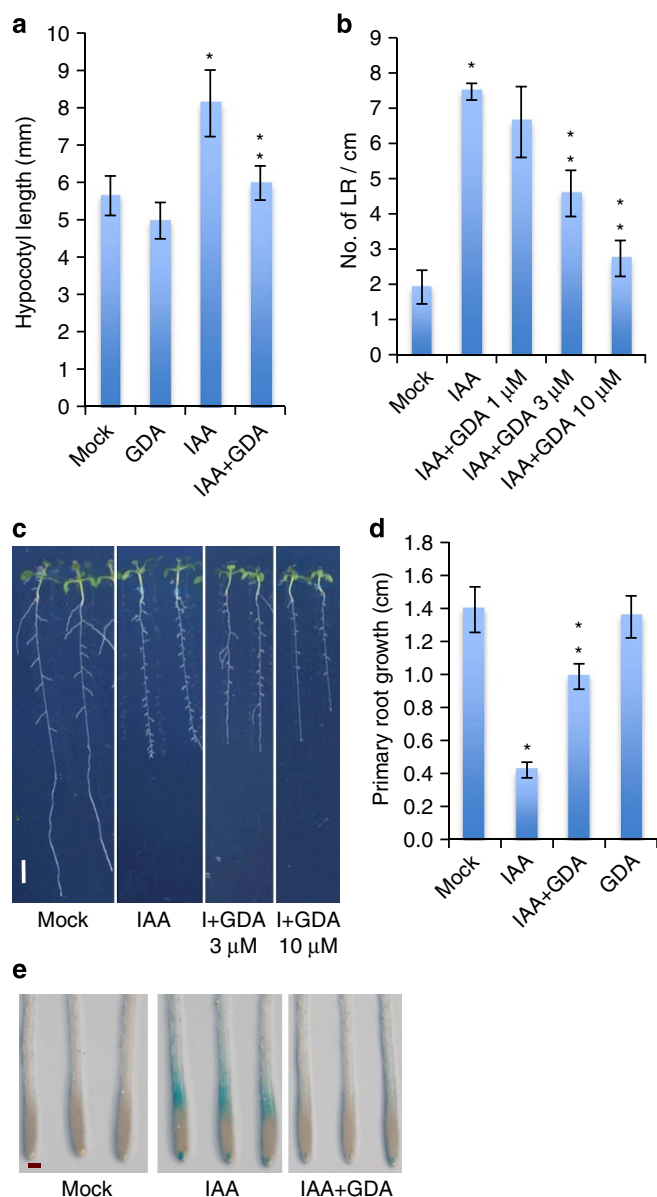 a
Hypocotyl length (mm)
10
9
8
7
6
5
4
3
2
1
0
*
*
*
Mock
GDA
IAA
IAA+GDA
b
No. of LR / cm
9
8
7
6
5
4
3
2
1
0
*
*
*
*
*
Mock
IAA
IAA+GDA 1 μM
IAA+GDA 3 μM
IAA+GDA 10 μM
c
Mock
IAA
I+GDA
3 μM
I+GDA
10 μM
d
Primary root growth (cm)
1.8
1.6
1.4
1.2
1.0
0.8
0.6
0.4
0.2
0.0
*
*
*
Mock
IAA
IAA+GDA
GDA
e
Mock
IAA
IAA+GDA